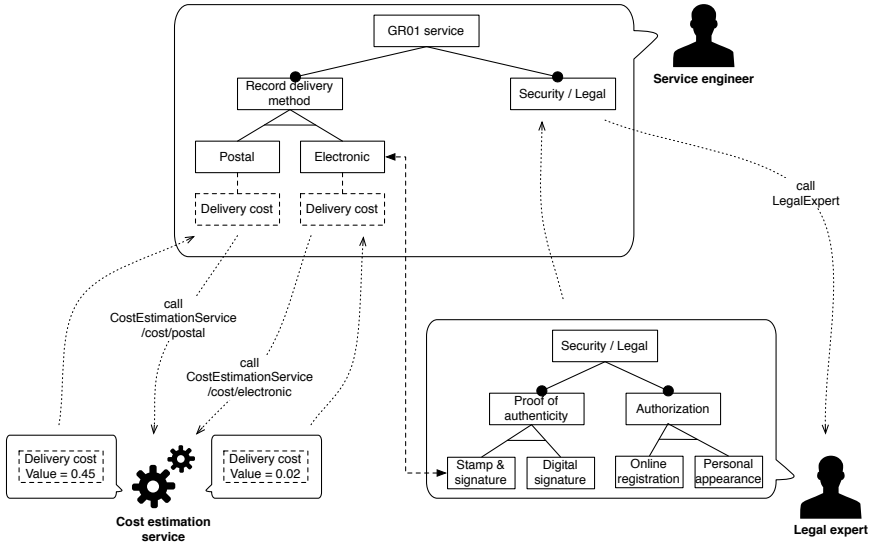 GR01 service
Service engineer
Record delivery
method
Security / Legal
Postal
Electronic
Delivery cost
Delivery cost
call
LegalExpert
call
CostEstimationService
/cost/postal
call
CostEstimationService
/cost/electronic
Security / Legal
Proof of
authenticity
Authorization
Stamp &
signature
Digital
signature
Online
registration
Personal
appearance
Delivery cost
Value = 0.45
Delivery cost
Value = 0.02
Cost estimation
service
Legal expert